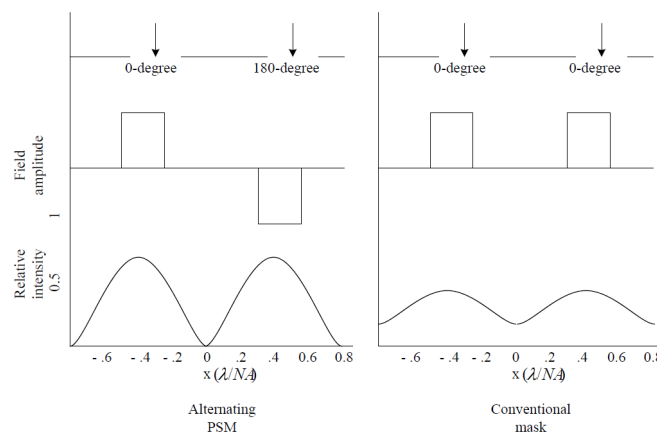 0-degree 180-degree 0-degree 0-degree
Field
amplitude
1
Relative
intensity
0.5
- .6 - .4 - .2 0 .2 .4 0.6 0.8 - .6 - .4 - .2 0 .2 .4 0.6 0.8
x (λ/NA) x (λ/NA)
Alternating Conventional
PSM mask